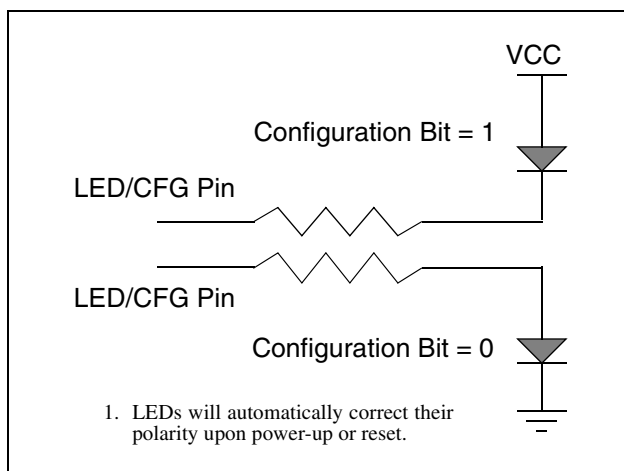 VCC
Configuration Bit = 1
LED/CFG Pin
LED/CFG Pin
Configuration Bit = 0
1. LEDs will automatically correct their
polarity upon power-up or reset.